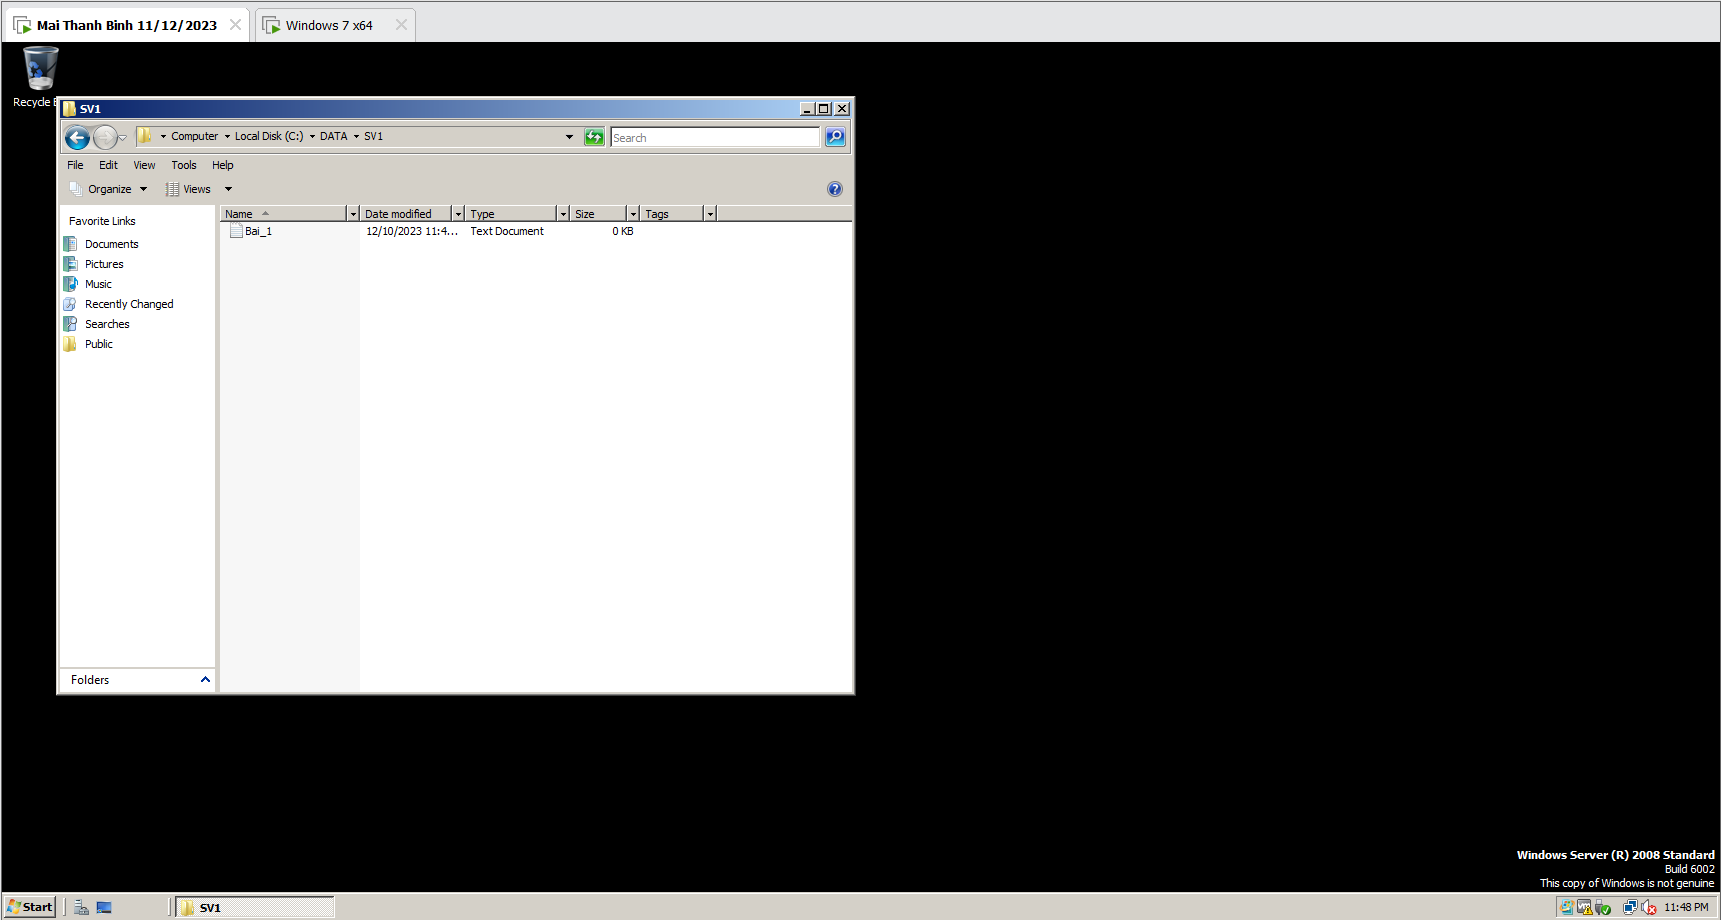 Mai Thanh Binh 11/12/2023
Windows 7 x64
Recycle
SV1
Computer Local Disk (C:) DATA SV1
Search
File Edit View Tools Help
Organize Views
Favorite Links
Documents
Pictures
Music
Recently Changed
Searches
Public
Folders
Name Date modified Type Size Tags
Bai_1 12/10/2023 11:4... Text Document 0 KB
Windows Server (R) 2008 Standard
Build 6002
This copy of Windows is not genuine
Start SV1 11:48 PM